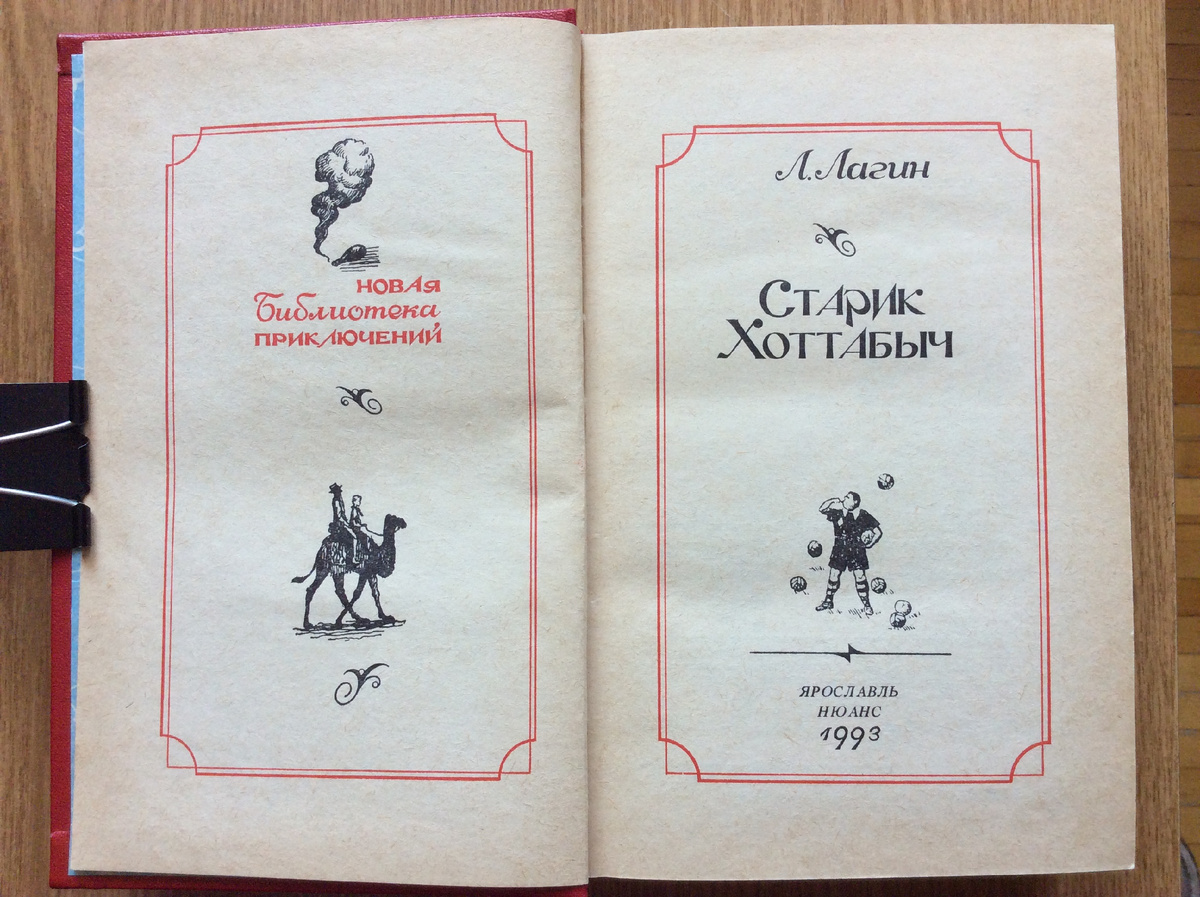 НОВАЯ
Библиотека
ПРИКЛЮЧЕНИЙ
Л. Лагин
СТАРИК
ХОТТАБЫЧ
ЯРОСЛАВЛЬ
НЮАНС
1993